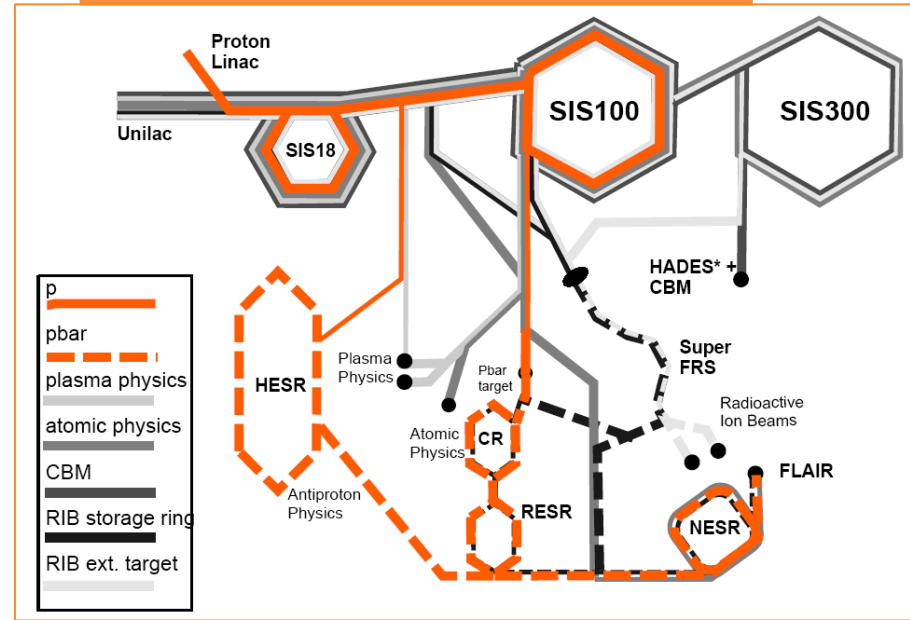 Proton
Linac
Unilac
SIS18
SIS100
SIS300
HADES* +
CBM
p
pbar
plasma physics
atomic physics
CBM
RIB storage ring
RIB ext. target
HESR
Plasma
Physics
Pbar
target
Super
FRS
Atomic
Physics
CR
Radioactive
Ion Beams
Antiproton
Physics
RESR
NESR
FLAIR